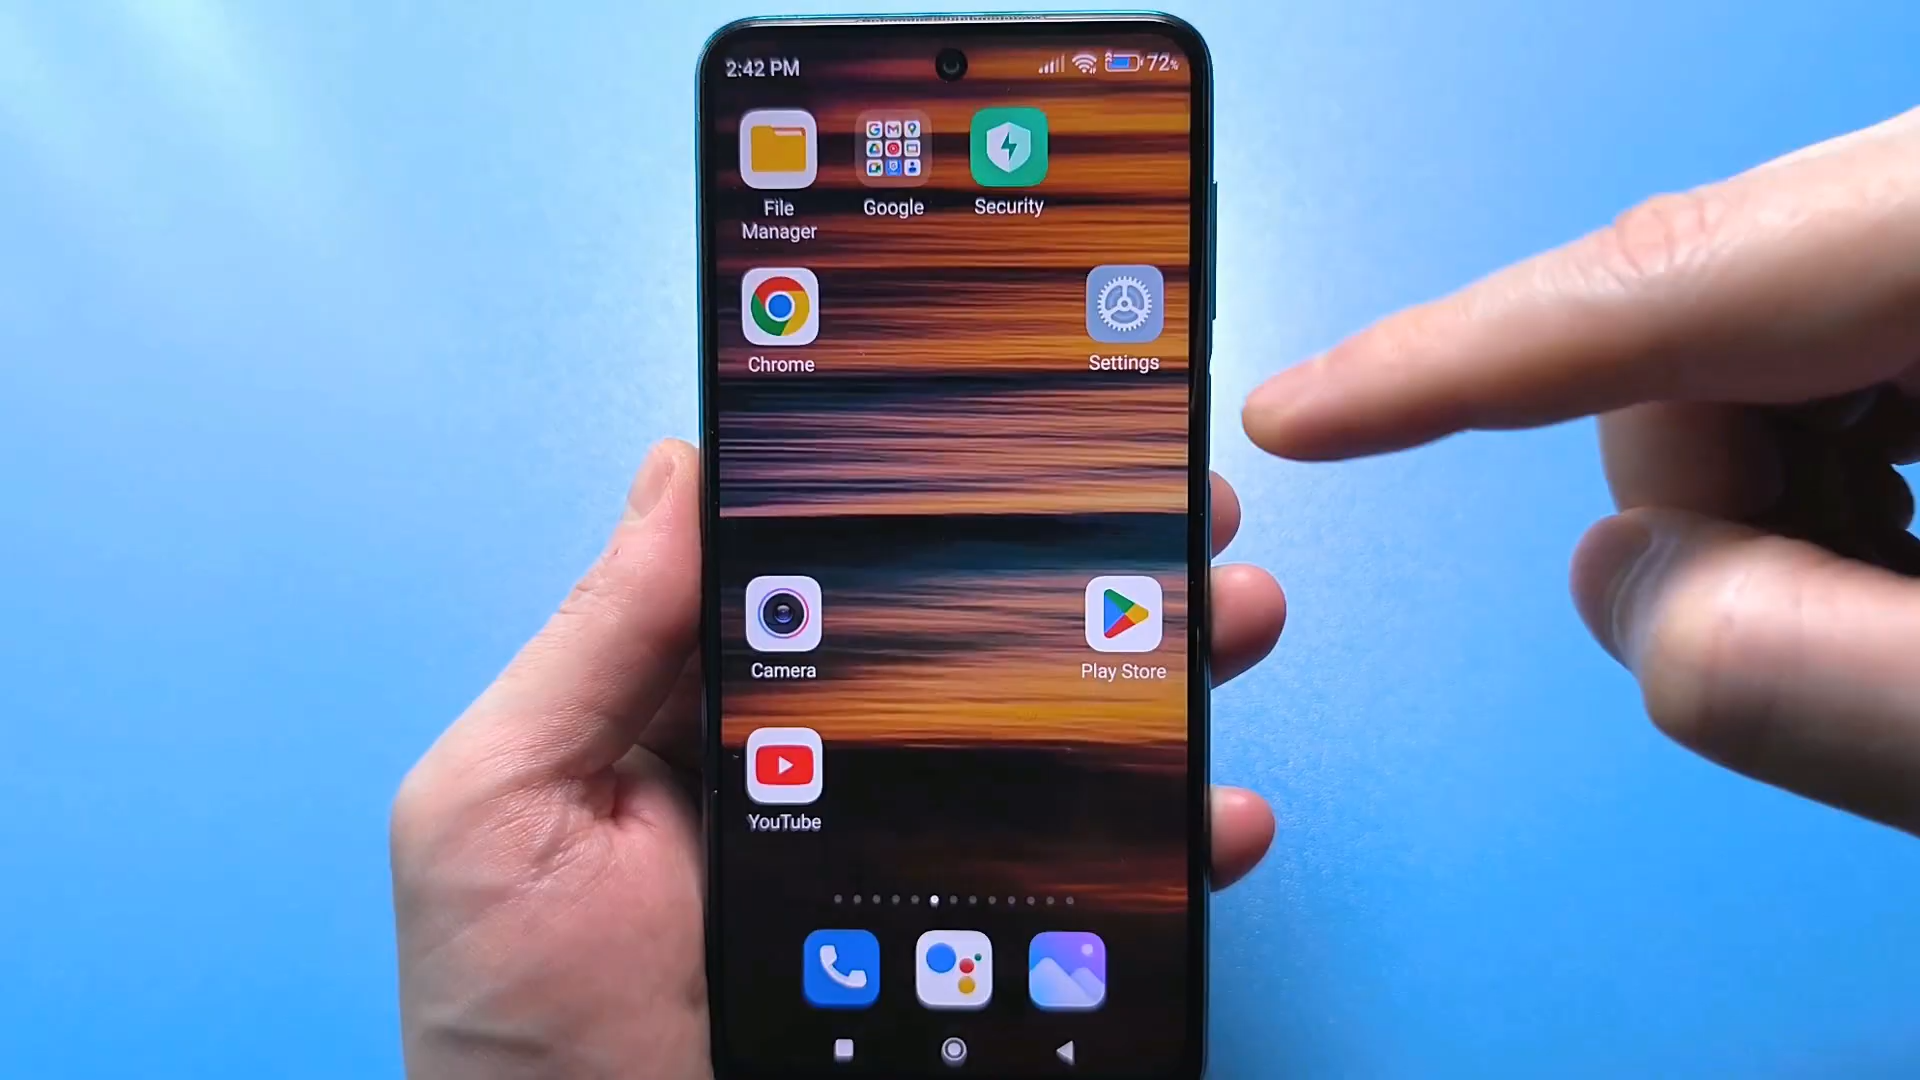 2:42 PM
72%
File
Manager
Google
Security
Chrome
Settings
Camera
Play Store
YouTube